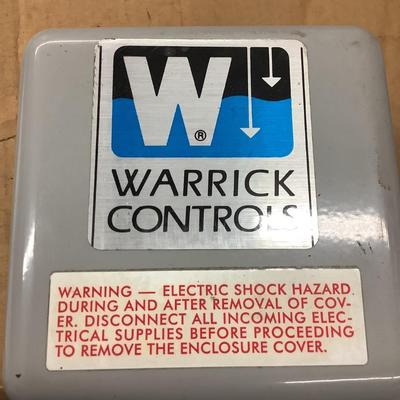 W®
WARRICK
CONTROLS
WARNING — ELECTRIC SHOCK HAZARD
DURING AND AFTER REMOVAL OF COV-
ER. DISCONNECT ALL INCOMING ELEC-
TRICAL SUPPLIES BEFORE PROCEEDING
TO REMOVE THE ENCLOSURE COVER.